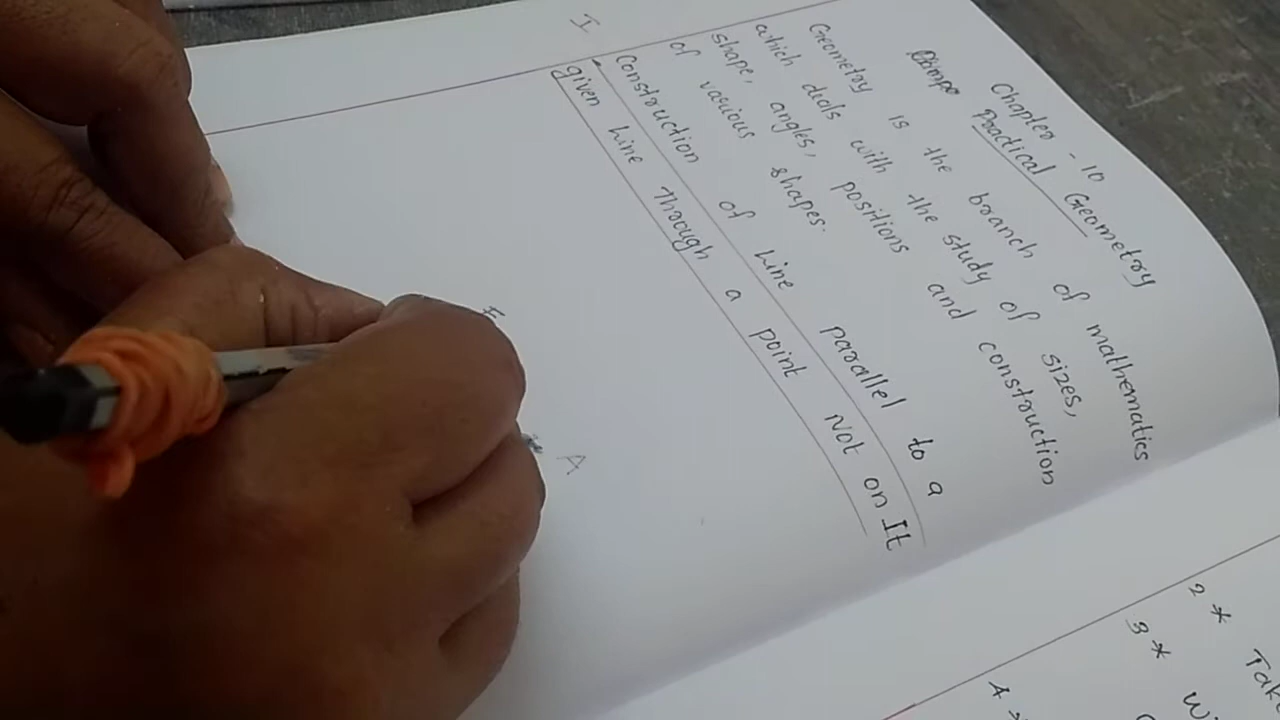 Chapter - 10
Practical Geometry
Geometry is the branch of mathematics
which deals with the study of sizes,
shape, angles, positions and construction
of various shapes.
I Construction of Line parallel to a
given Line through a point Not on It
E
A
2 *
3 *
4